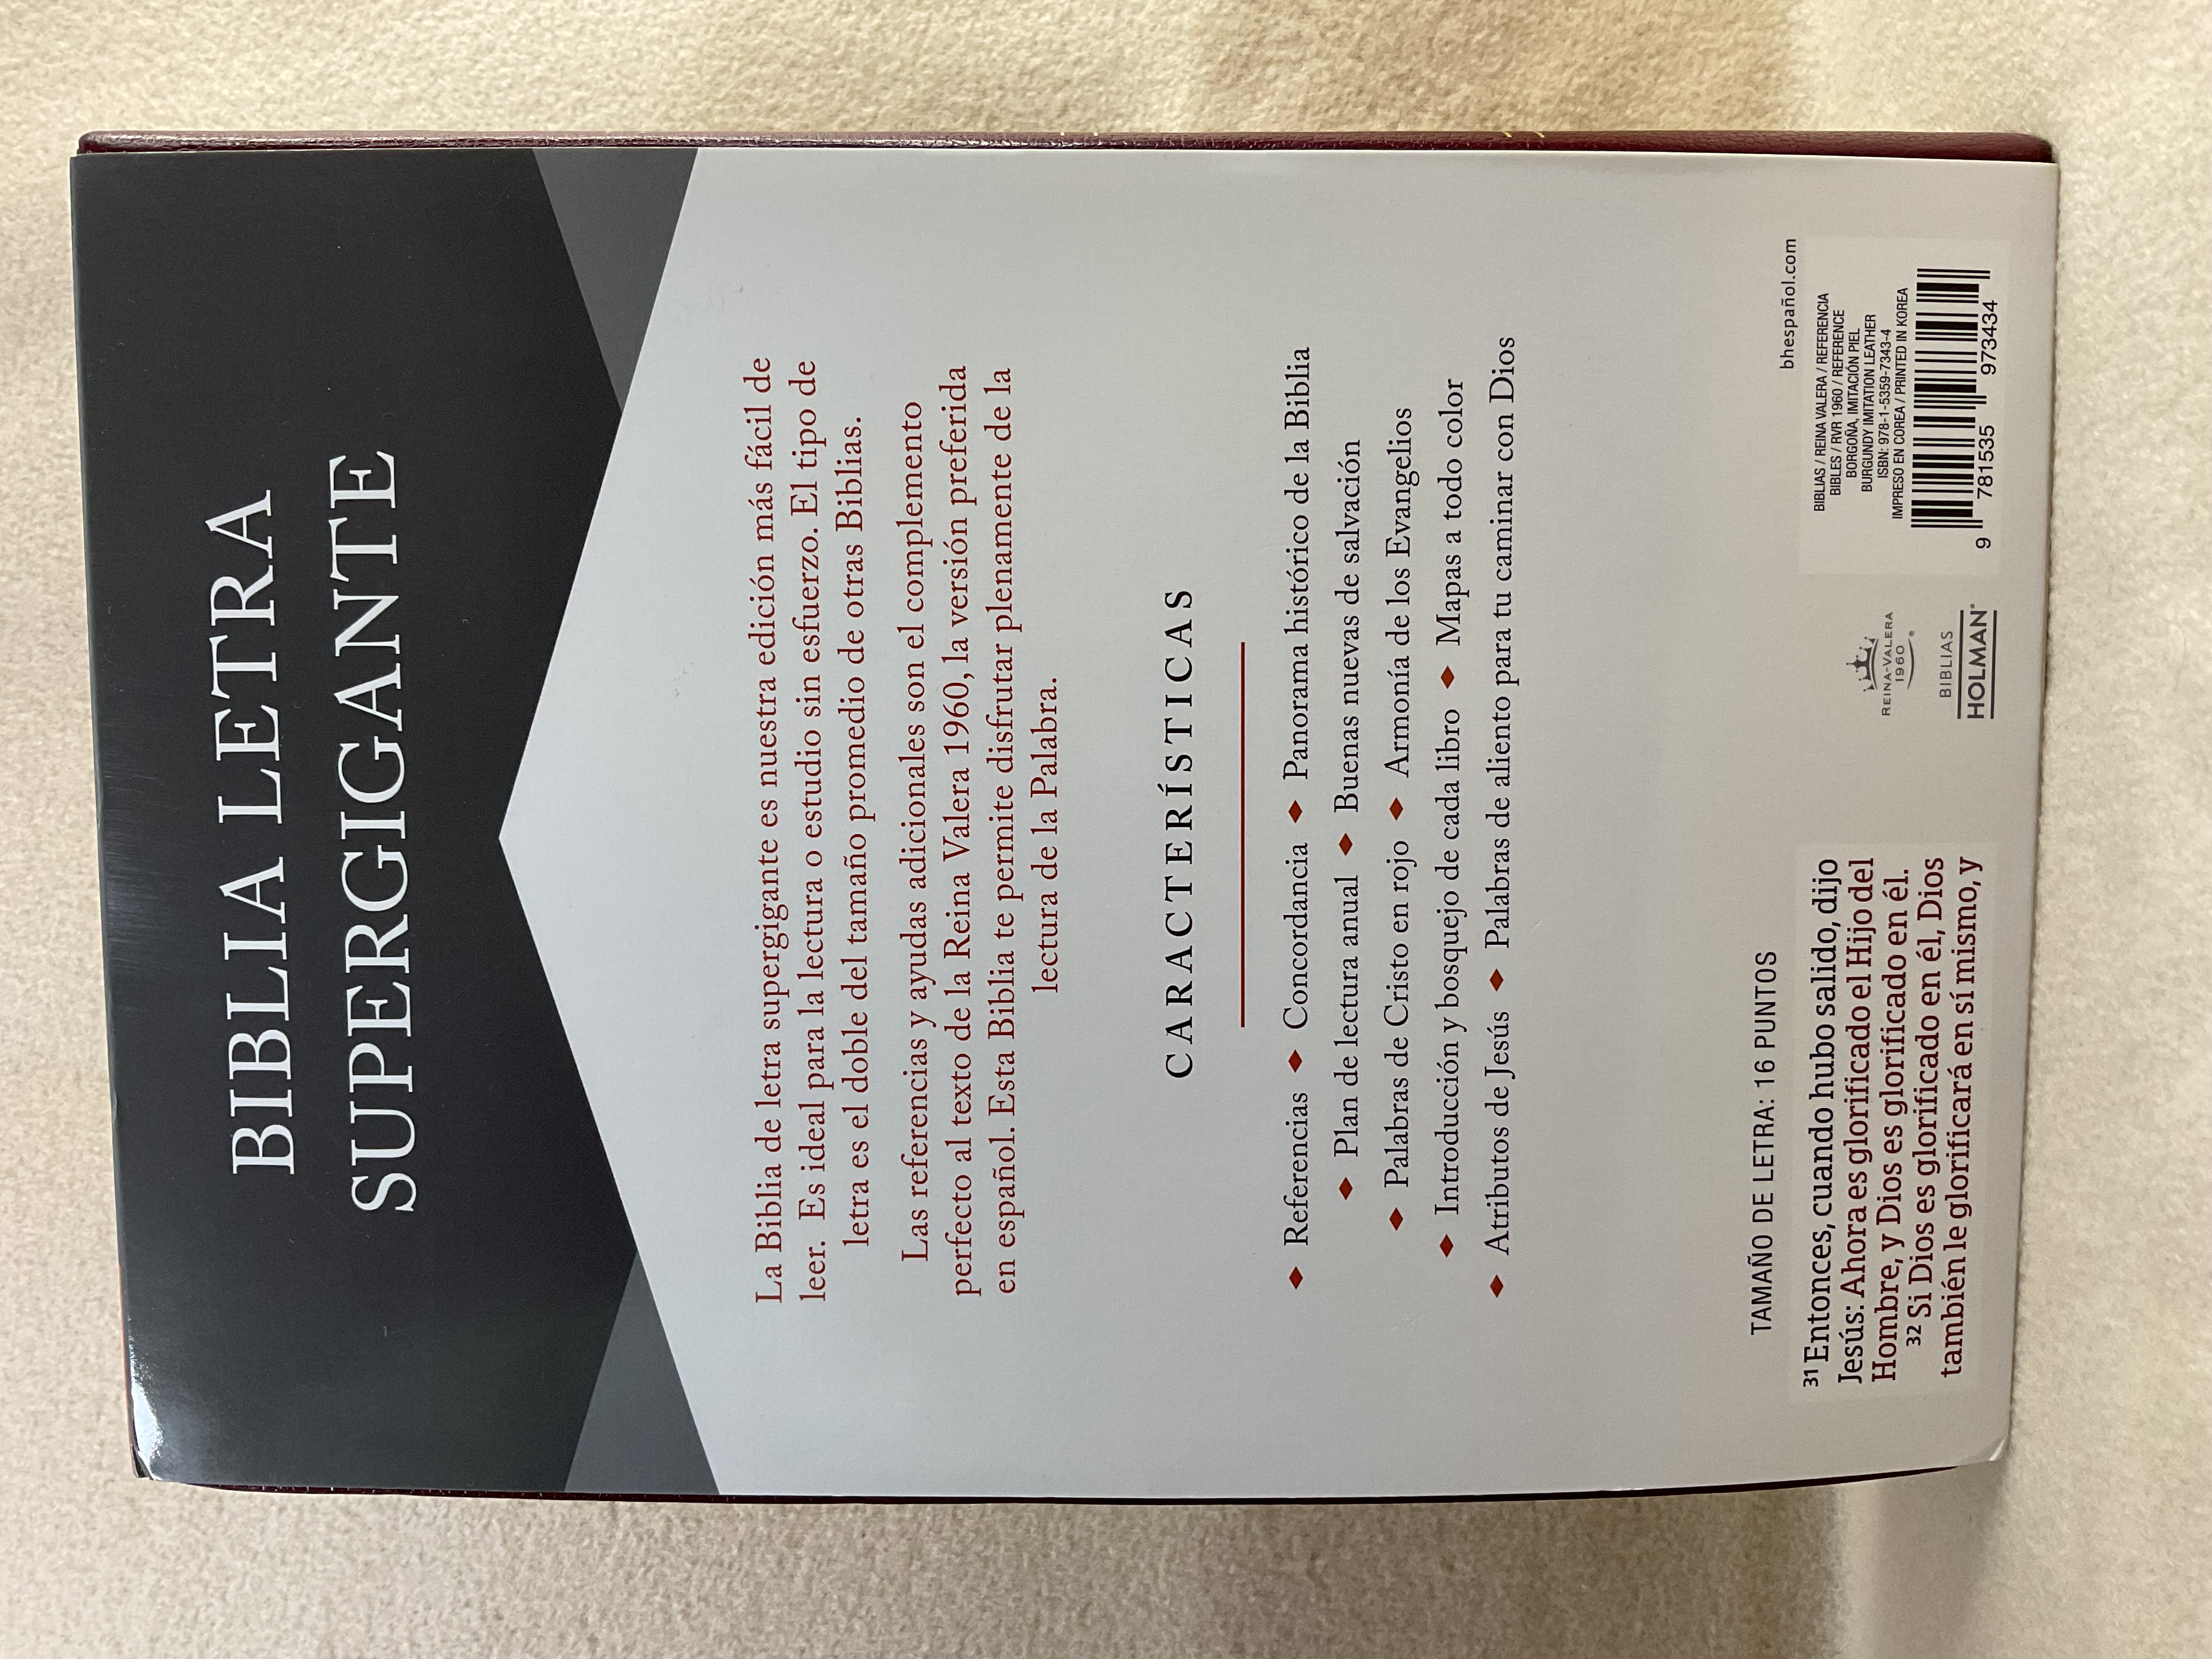 BIBLIA LETRA
SUPERGIGANTE
La Biblia de letra supergigante es nuestra edición más fácil de
leer. Es ideal para la lectura o estudio sin esfuerzo. El tipo de
letra es el doble del tamaño promedio de otras Biblias.
Las referencias y ayudas adicionales son el complemento
perfecto al texto de la Reina Valera 1960, la versión preferida
en español. Esta Biblia te permite disfrutar plenamente de la
lectura de la Palabra.
CARACTERÍSTICAS
♦ Referencias ♦ Concordancia ♦ Panorama histórico de la Biblia
♦ Plan de lectura anual ♦ Buenas nuevas de salvación
♦ Palabras de Cristo en rojo ♦ Armonía de los Evangelios
♦ Introducción y bosquejo de cada libro ♦ Mapas a todo color
♦ Atributos de Jesús ♦ Palabras de aliento para tu caminar con Dios
TAMAÑO DE LETRA: 16 PUNTOS
31 Entonces, cuando hubo salido, dijo
Jesús: Ahora es glorificado el Hijo del
Hombre, y Dios es glorificado en él.
32 Si Dios es glorificado en él, Dios
también le glorificará en sí mismo, y
REINA-VALERA
1960
®
BIBLIAS
HOLMAN®
bhespañol.com
BIBLIAS / REINA VALERA / REFERENCIA
BIBLES / RVR 1960 / REFERENCE
BORGOÑA, IMITACIÓN PIEL
BURGUNDY IMITATION LEATHER
ISBN: 978-1-5359-7343-4
IMPRESO EN COREA / PRINTED IN KOREA
9 781535 973434